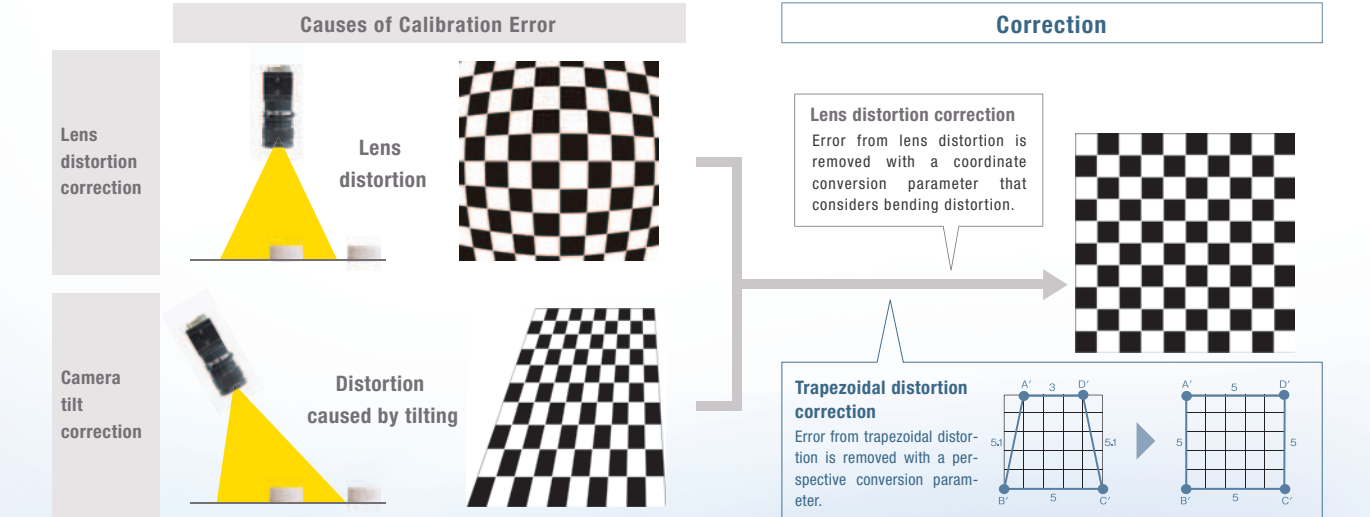 Causes of Calibration Error
Correction
Lens
distortion
correction
Lens
distortion
Lens distortion correction
Error from lens distortion is
removed with a coordinate
conversion parameter that
considers bending distortion.
Camera
tilt
correction
Distortion
caused by tilting
Trapezoidal distortion
correction
Error from trapezoidal distor-
tion is removed with a per-
spective conversion param-
eter.
A′ 3 D′
5.1 5.1
B′ 5 C′
A′ 5 D′
5 5
B′ 5 C′